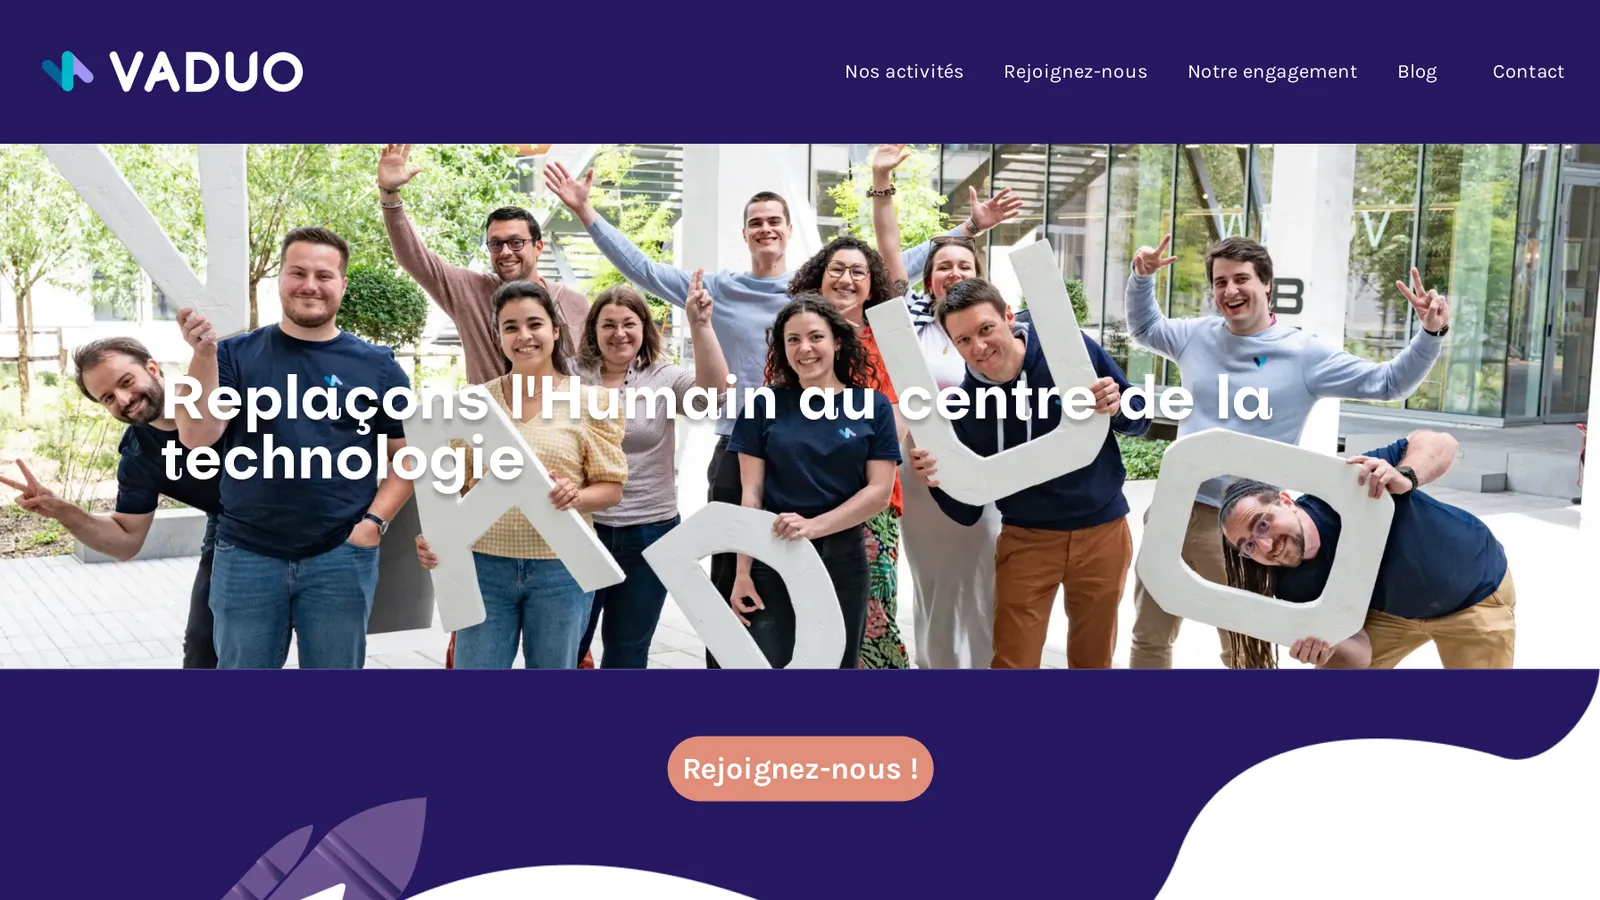 VADUO
Nos activités
Rejoignez-nous
Notre engagement
Blog
Contact
Replaçons l'Humain au centre de la
technologie
V
A
D
U
O
B
Rejoignez-nous !